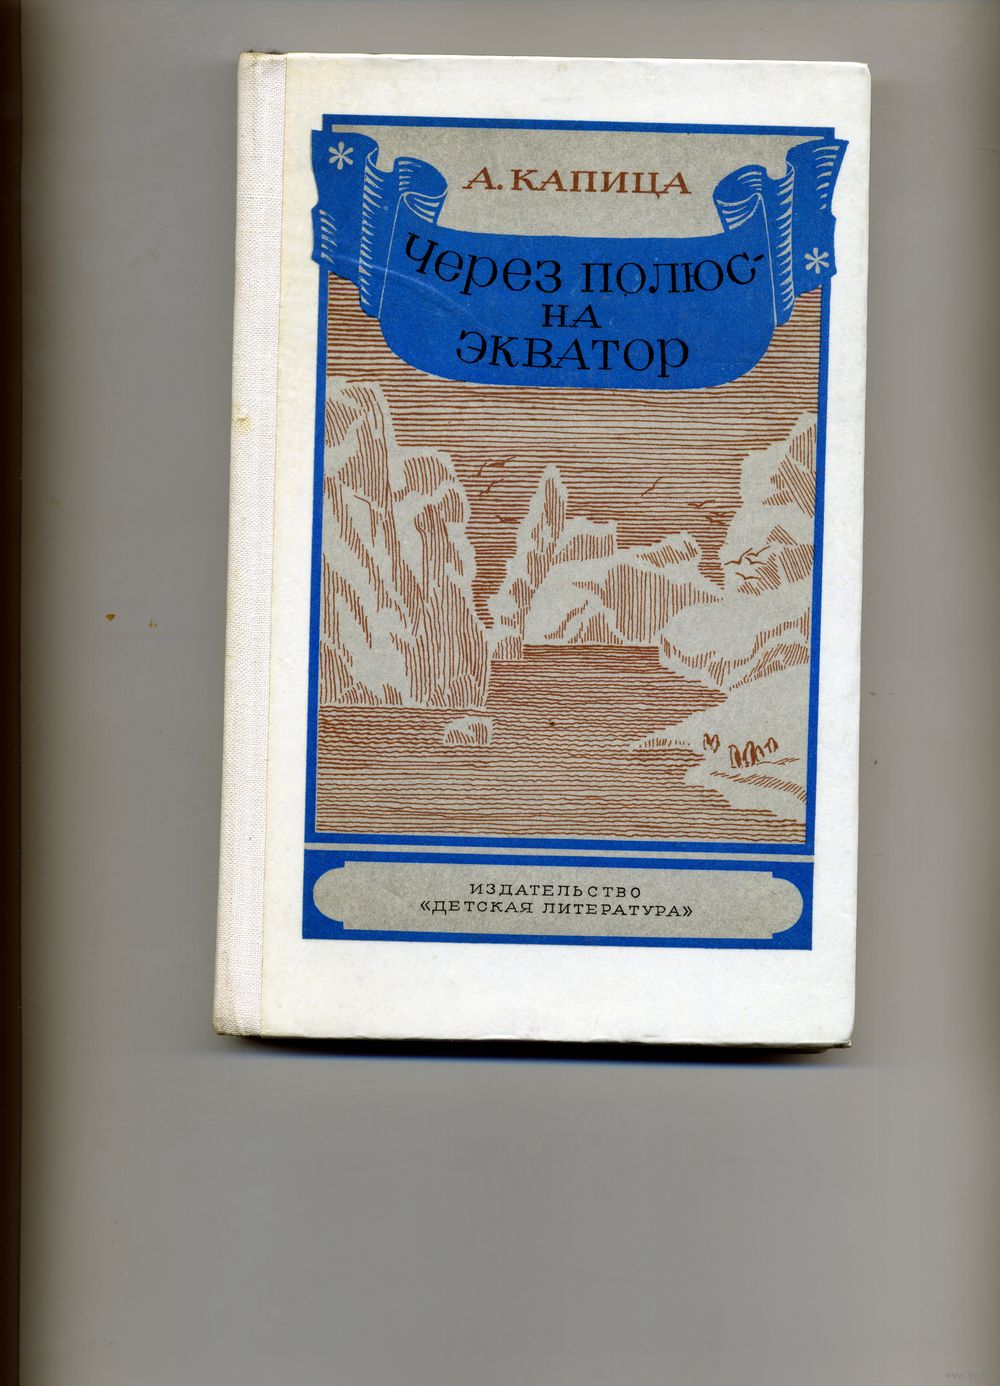 А. КАПИЦА
Через полюс-
на
экватор
ИЗДАТЕЛЬСТВО
«ДЕТСКАЯ ЛИТЕРАТУРА»